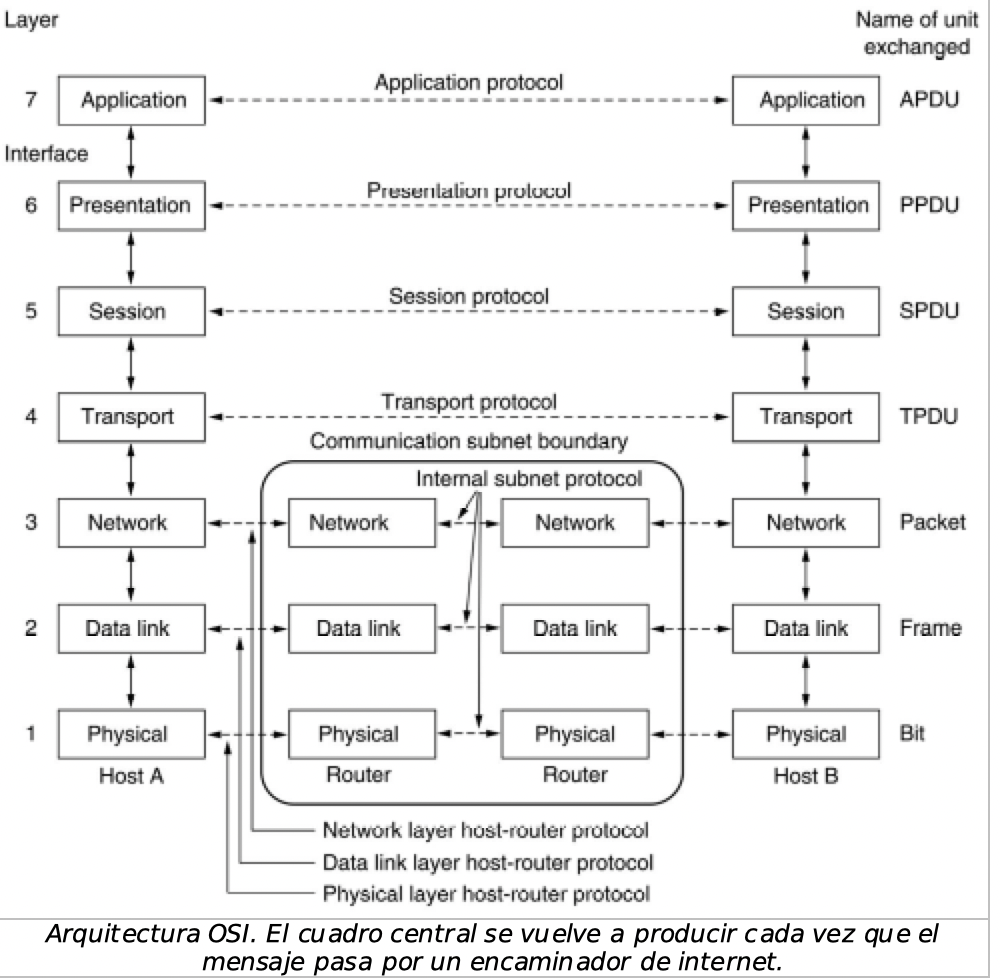 Layer
Name of unit
exchanged
7
Application
Application protocol
Application
APDU
Interface
6
Presentation
Presentation protocol
Presentation
PPDU
5
Session
Session protocol
Session
SPDU
4
Transport
Transport protocol
Transport
TPDU
Communication subnet boundary
Internal subnet protocol
3
Network
Network
Network
Network
Packet
2
Data link
Data link
Data link
Data link
Frame
1
Physical
Physical
Physical
Physical
Bit
Host A
Router
Router
Host B
Network layer host-router protocol
Data link layer host-router protocol
Physical layer host-router protocol
Arquitectura OSI. El cuadro central se vuelve a producir cada vez que el
mensaje pasa por un encaminador de internet.